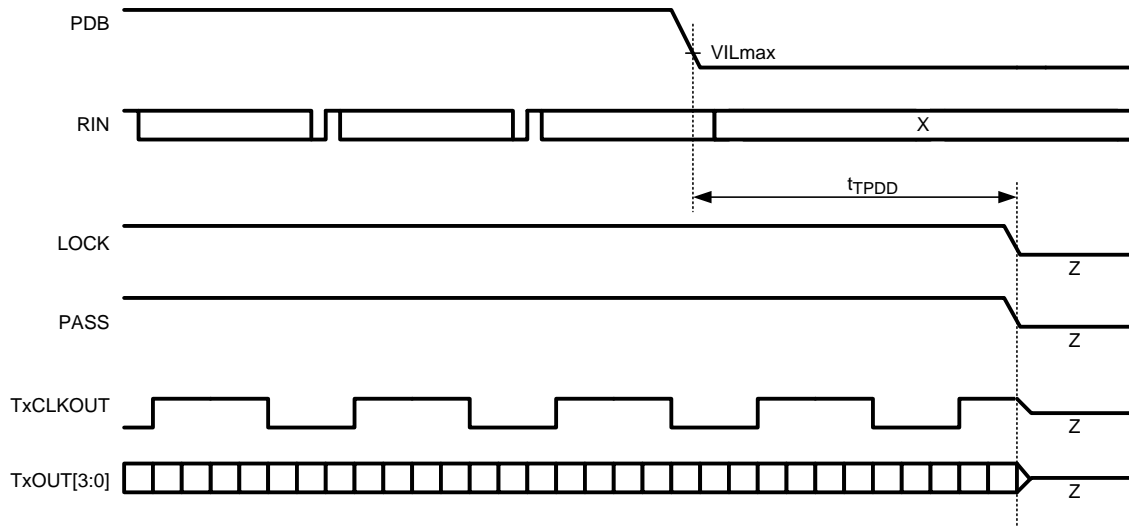 PDB
VILmax
RIN
X
tTPDD
LOCK
Z
PASS
Z
TxCLKOUT
Z
TxOUT[3:0]
Z